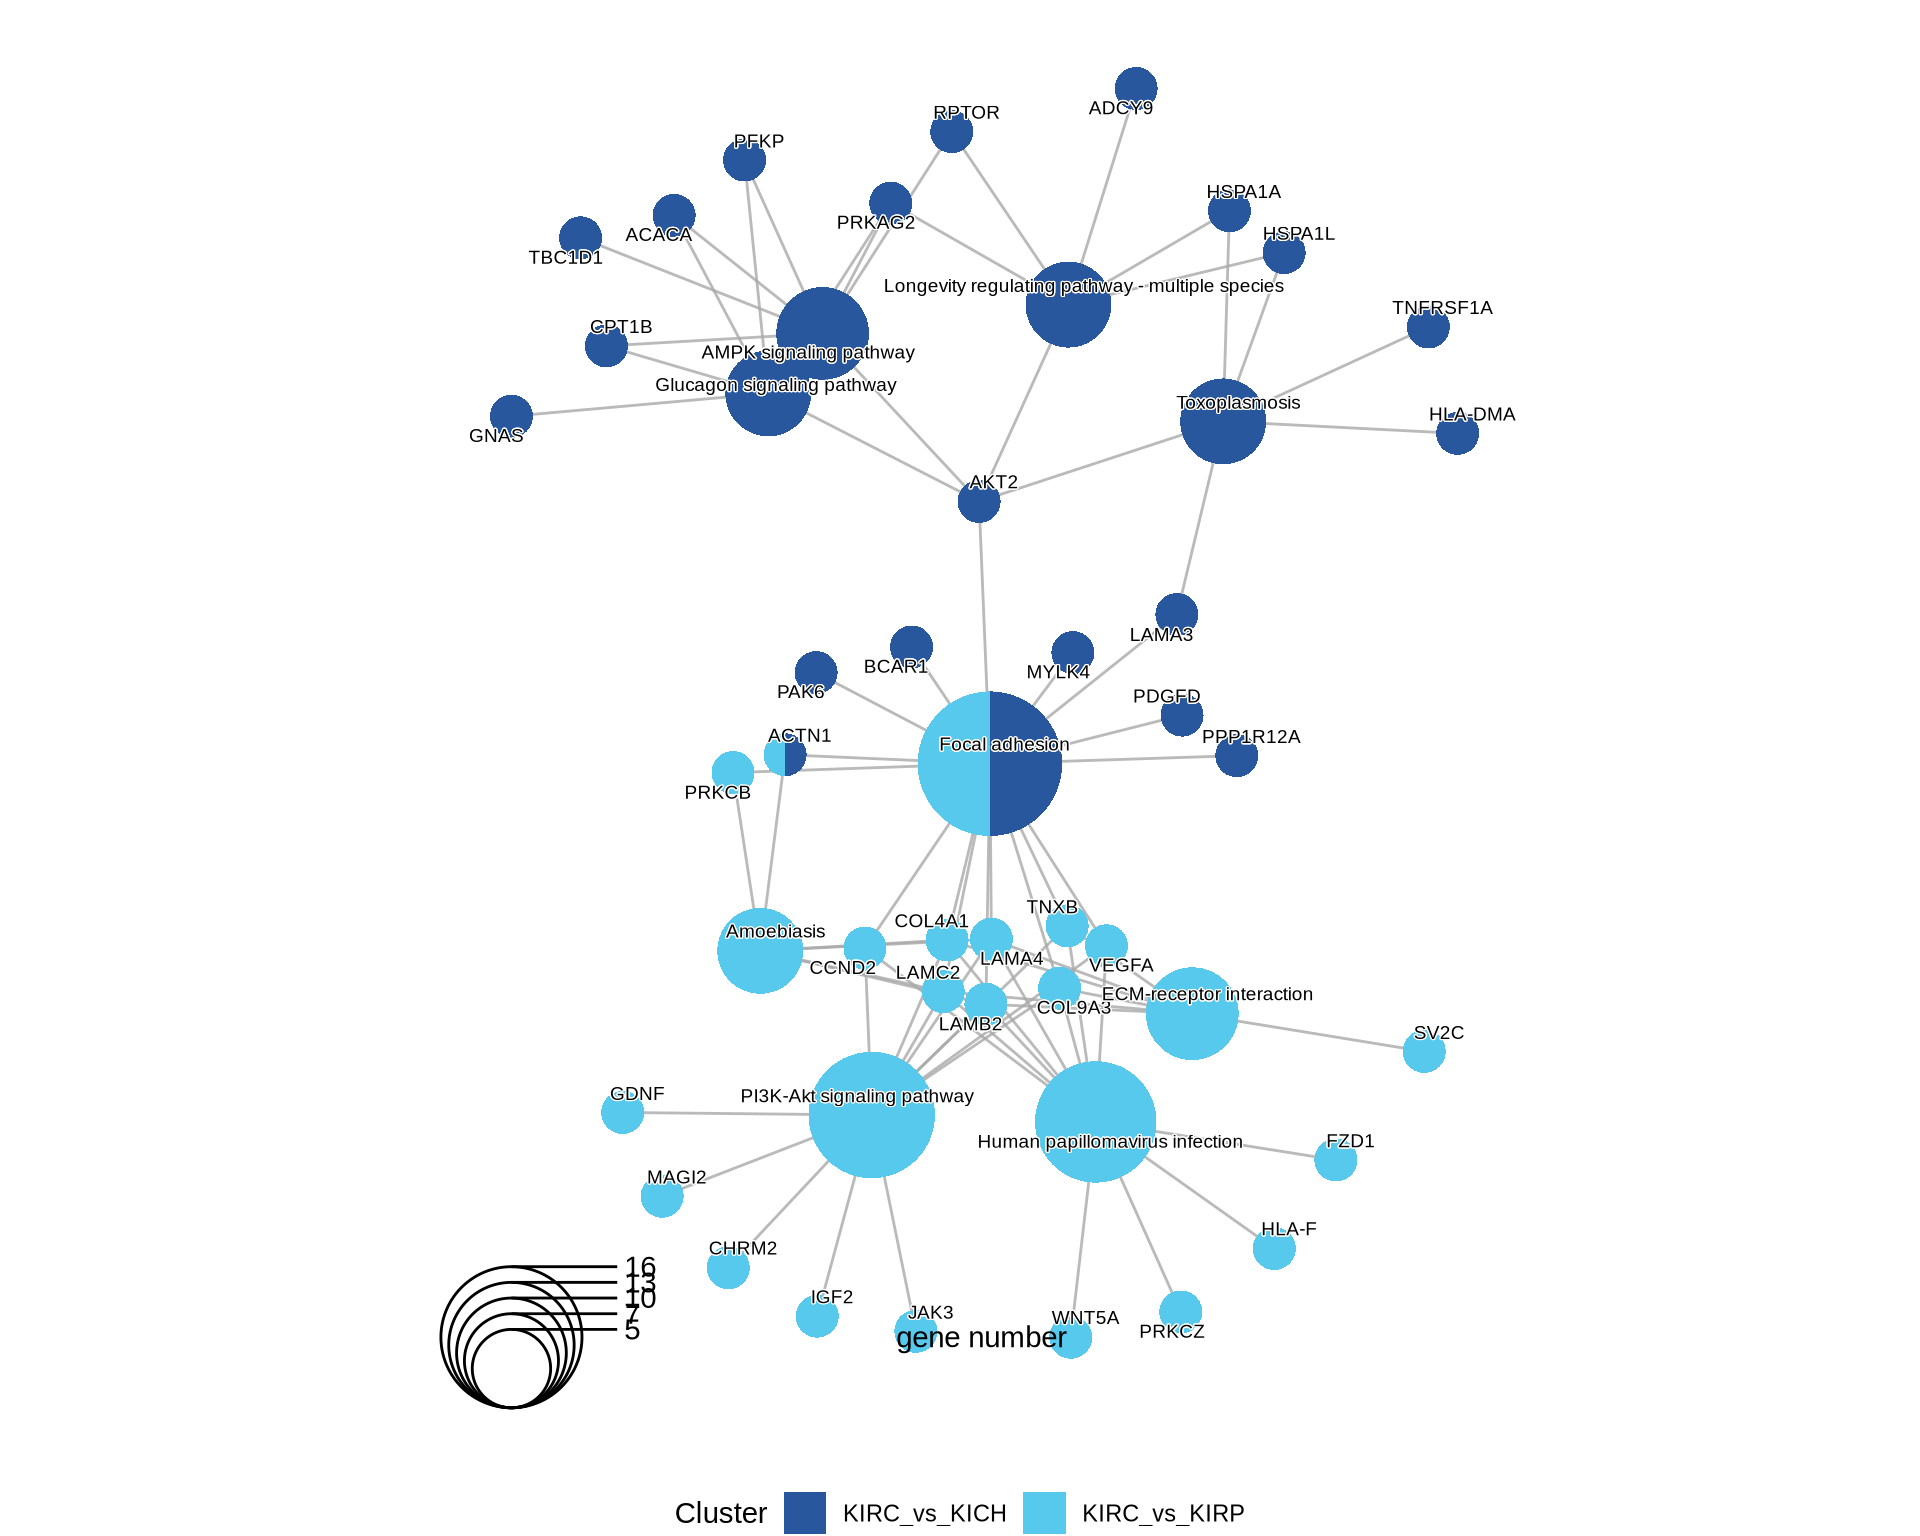 ADCY9
RPTOR
PFKP
HSPA1A
PRKAG2
ACACA
HSPA1L
TBC1D1
Longevity regulating pathway - multiple species
TNFRSF1A
CPT1B
AMPK signaling pathway
Glucagon signaling pathway
Toxoplasmosis
HLA-DMA
GNAS
AKT2
LAMA3
BCAR1
MYLK4
PAK6
PDGFD
ACTN1
PPP1R12A
Focal adhesion
PRKCB
TNXB
COL4A1
Amoebiasis
LAMA4
VEGFA
CCND2
LAMC2
ECM-receptor interaction
COL9A3
LAMB2
SV2C
GDNF
PI3K-Akt signaling pathway
Human papillomavirus infection
FZD1
MAGI2
HLA-F
CHRM2
16
13
IGF2
10
JAK3
7
WNT5A
5
PRKCZ
gene number
Cluster KIRC_vs_KICH KIRC_vs_KIRP